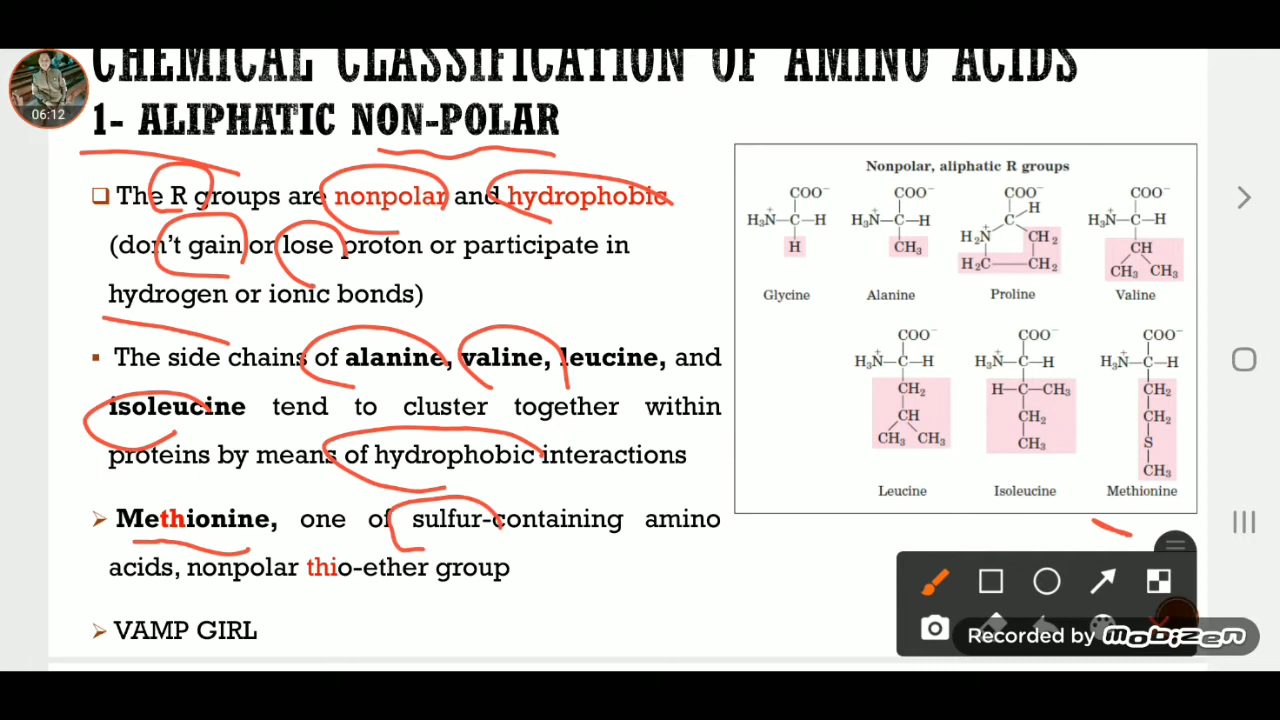 CHEMICAL CLASSIFICATION OF AMINO ACIDS
06:12
1- ALIPHATIC NON-POLAR
The R groups are nonpolar and hydrophobic
(don't gain or lose proton or participate in
hydrogen or ionic bonds)
The side chains of alanine, valine, leucine, and
isoleucine tend to cluster together within
proteins by means of hydrophobic interactions
Methionine, one of sulfur-containing amino
acids, nonpolar thio-ether group
VAMP GIRL
Nonpolar, aliphatic R groups
COO⁻ COO⁻ COO⁻ COO⁻
H
H₃N⁺—C—H H₃N⁺—C—H C H₃N⁺—C—H
H₂N⁺ CH₂
H CH₃ CH
H₂C—CH₂ CH₃ CH₃
Glycine Alanine Proline Valine
COO⁻ COO⁻ COO⁻
H₃N⁺—C—H H₃N⁺—C—H H₃N⁺—C—H
CH₂ H—C—CH₃ CH₂
CH CH₂ CH₂
CH₃ CH₃ CH₃ S
CH₃
Leucine Isoleucine Methionine
Recorded by MOBIZEN